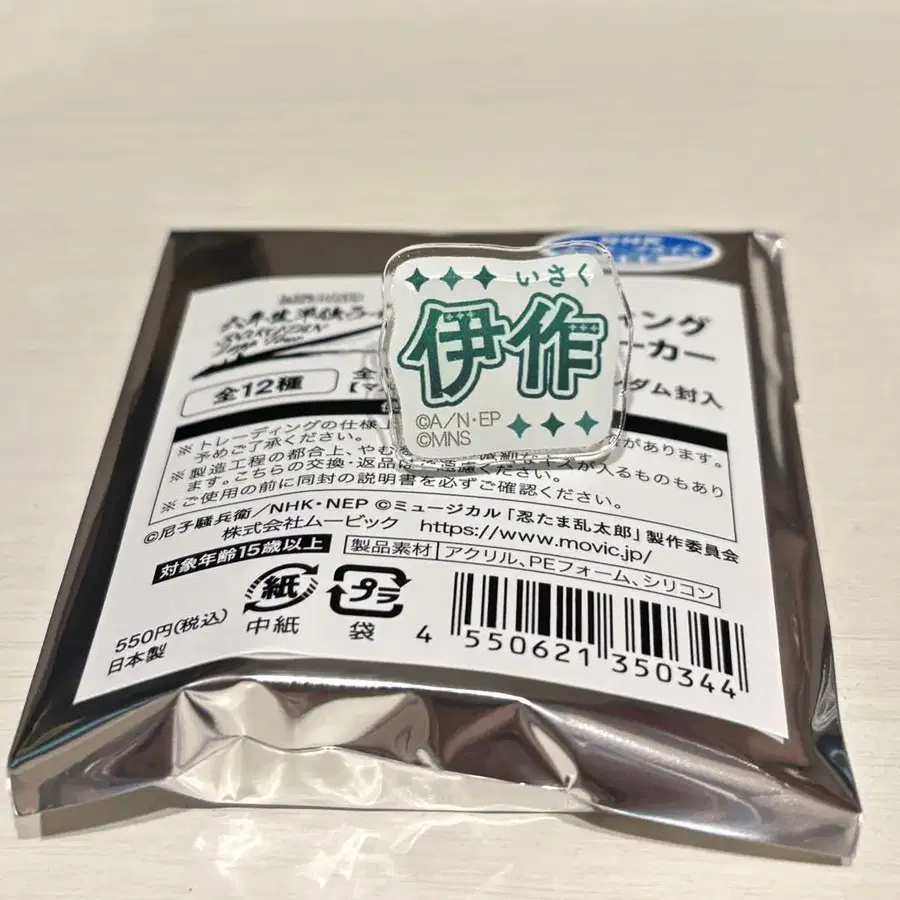 NHK
いさく
伊作
©A/N・EP
©MNS
全12種
ダム封入
※トレーディングの仕様上
があります。
予めご了承ください。
※製造工程の都合上、やむを
が入るものもあり
ます。こちらの交換・返品はご遠慮ください。
※ご使用の前に同封の説明書を必ずご確認ください。
©尼子騒兵衛/NHK・NEP ©ミュージカル「忍たま乱太郎」製作委員会
株式会社ムービック https://www.movic.jp/
対象年齢15歳以上
製品素材 アクリル、PEフォーム、シリコン
550円(税込)
日本製
紙
中紙
プラ
袋
4 550621 350344